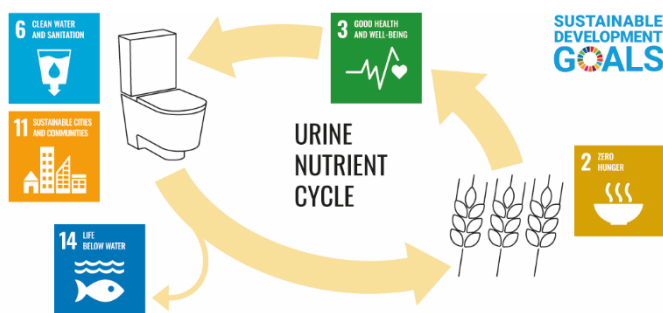 6 CLEAN WATER
AND SANITATION
3 GOOD HEALTH
AND WELL-BEING
SUSTAINABLE
DEVELOPMENT
GOALS
11 SUSTAINABLE CITIES
AND COMMUNITIES
URINE
NUTRIENT
CYCLE
2 ZERO
HUNGER
14 LIFE
BELOW WATER